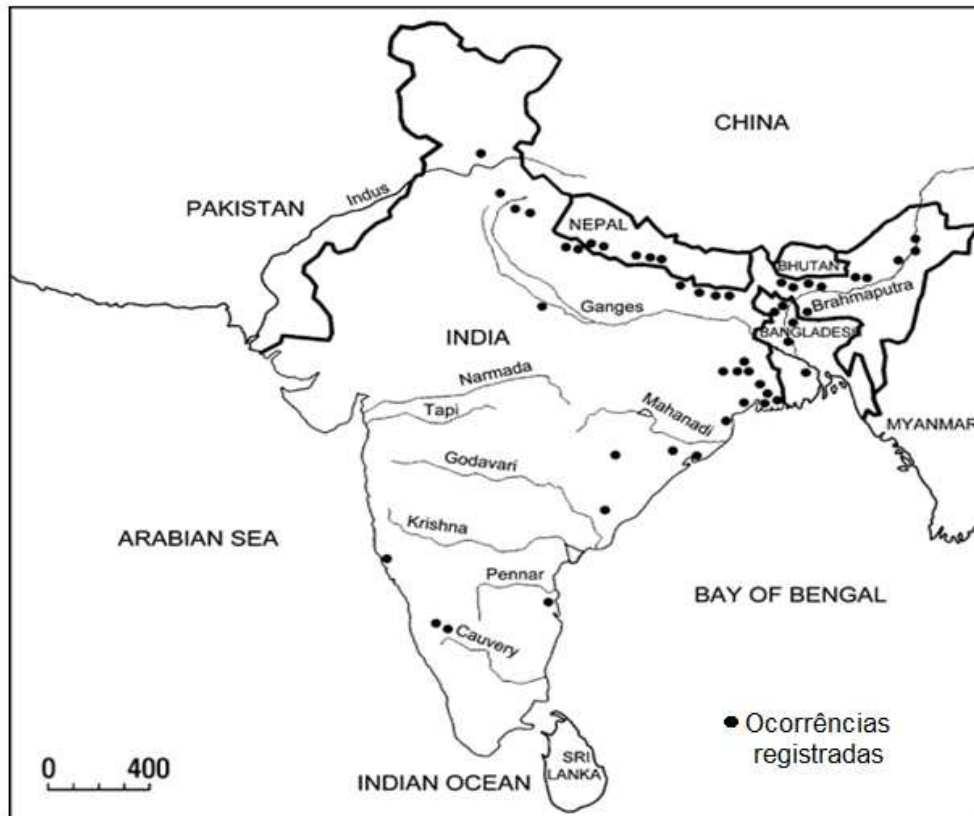 CHINA
PAKISTAN
Indus
NEPAL
BHUTAN
Brahmaputra
Ganges
BANGLADESH
INDIA
Narmada
Tapi
Mahanadi
MYANMAR
Godavari
Krishna
ARABIAN SEA
Pennar
BAY OF BENGAL
Cauvery
Ocorrências
registradas
0 400
SRI
LANKA
INDIAN OCEAN